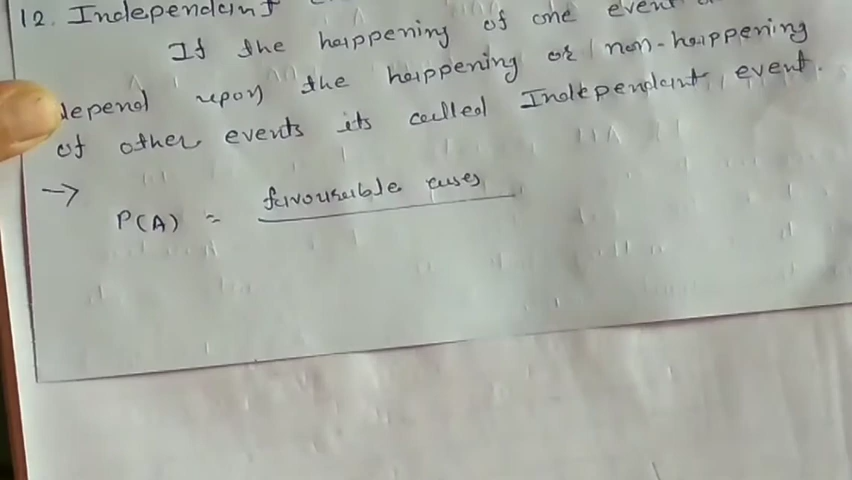 12. Independent
If the happening of one event
depend upon the happening or non-happening
of other events its called Independent event.
→ P(A) = favourable cases